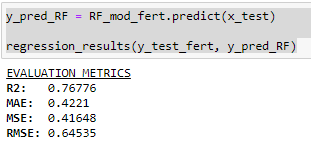 y_pred_RF = RF_mod_fert.predict(x_test)
regression_results(y_test_fert, y_pred_RF)
EVALUATION METRICS
R2: 0.76776
MAE: 0.4221
MSE: 0.41648
RMSE: 0.64535